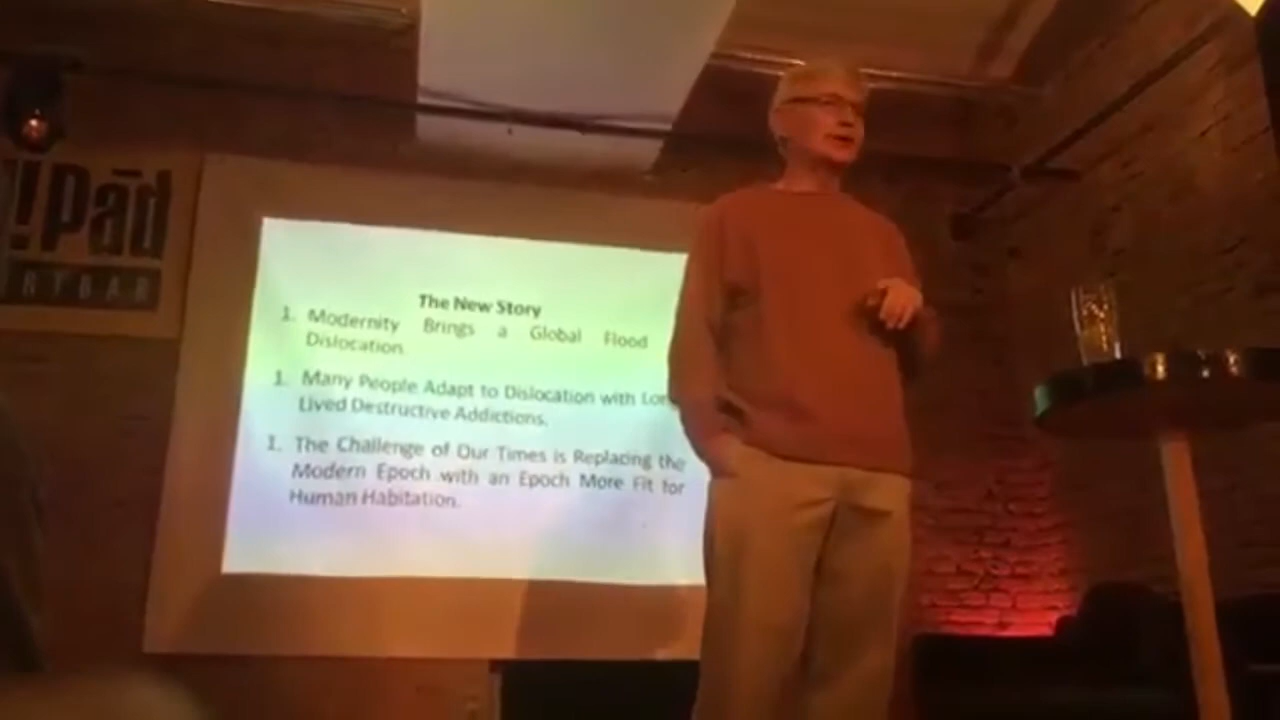 !Pād
The New Story
1. Modernity Brings a Global Flood
Dislocation.
1. Many People Adapt to Dislocation with
Lived Destructive Addictions.
1. The Challenge of Our Times is Replacing the
Modern Epoch with an Epoch More Fit for
Human Habitation.